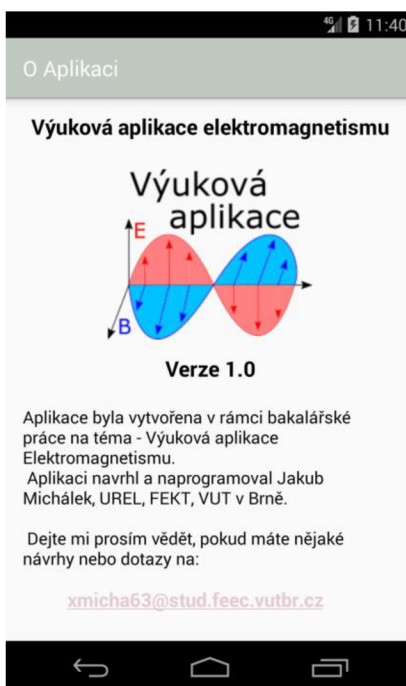 4G 11:40
O Aplikaci
Výuková aplikace elektromagnetismu
Výuková
aplikace
E
B
Verze 1.0
Aplikace byla vytvořena v rámci bakalářské
práce na téma - Výuková aplikace
Elektromagnetismu.
Aplikaci navrhl a naprogramoval Jakub
Michálek, UREL, FEKT, VUT v Brně.
Dejte mi prosím vědět, pokud máte nějaké
návrhy nebo dotazy na:
xmicha63@stud.feec.vutbr.cz